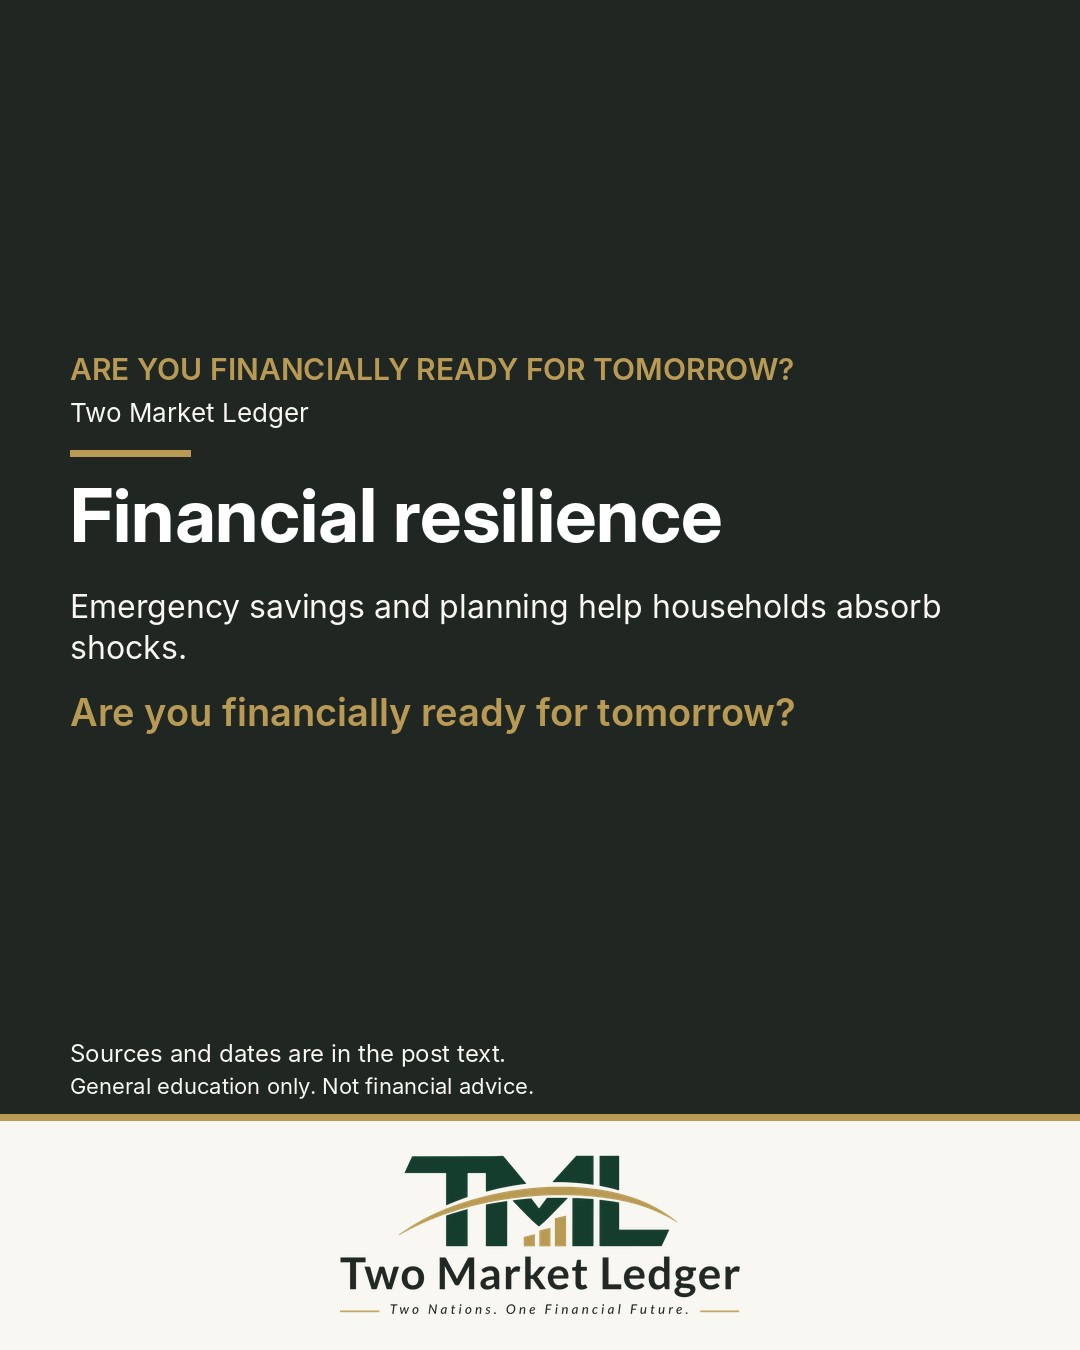 ARE YOU FINANCIALLY READY FOR TOMORROW?
Two Market Ledger
Financial resilience
Emergency savings and planning help households absorb
shocks.
Are you financially ready for tomorrow?
Sources and dates are in the post text.
General education only. Not financial advice.
TML
Two Market Ledger
Two Nations. One Financial Future.